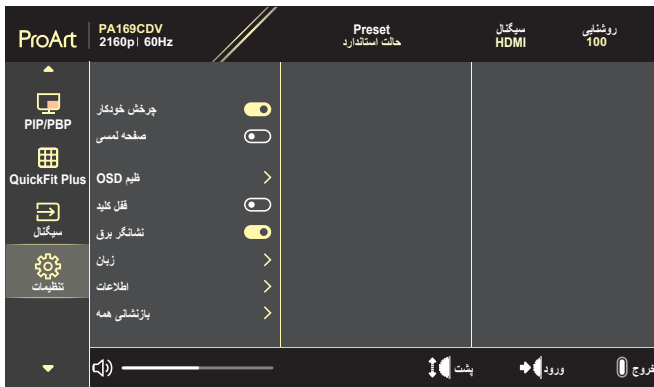 ProArt
PA169CDV
2160p 60Hz
Preset
حالت استاندارد
سیگنال
HDMI
روشنایی
100
PIP/PBP
QuickFit Plus
سیگنال
تنظیمات
چرخش خودکار
صفحه لمسی
ظیم OSD
قفل کلید
نشانگر برق
زبان
اطلاعات
بازنشانی همه
پشت
ورود
خروج